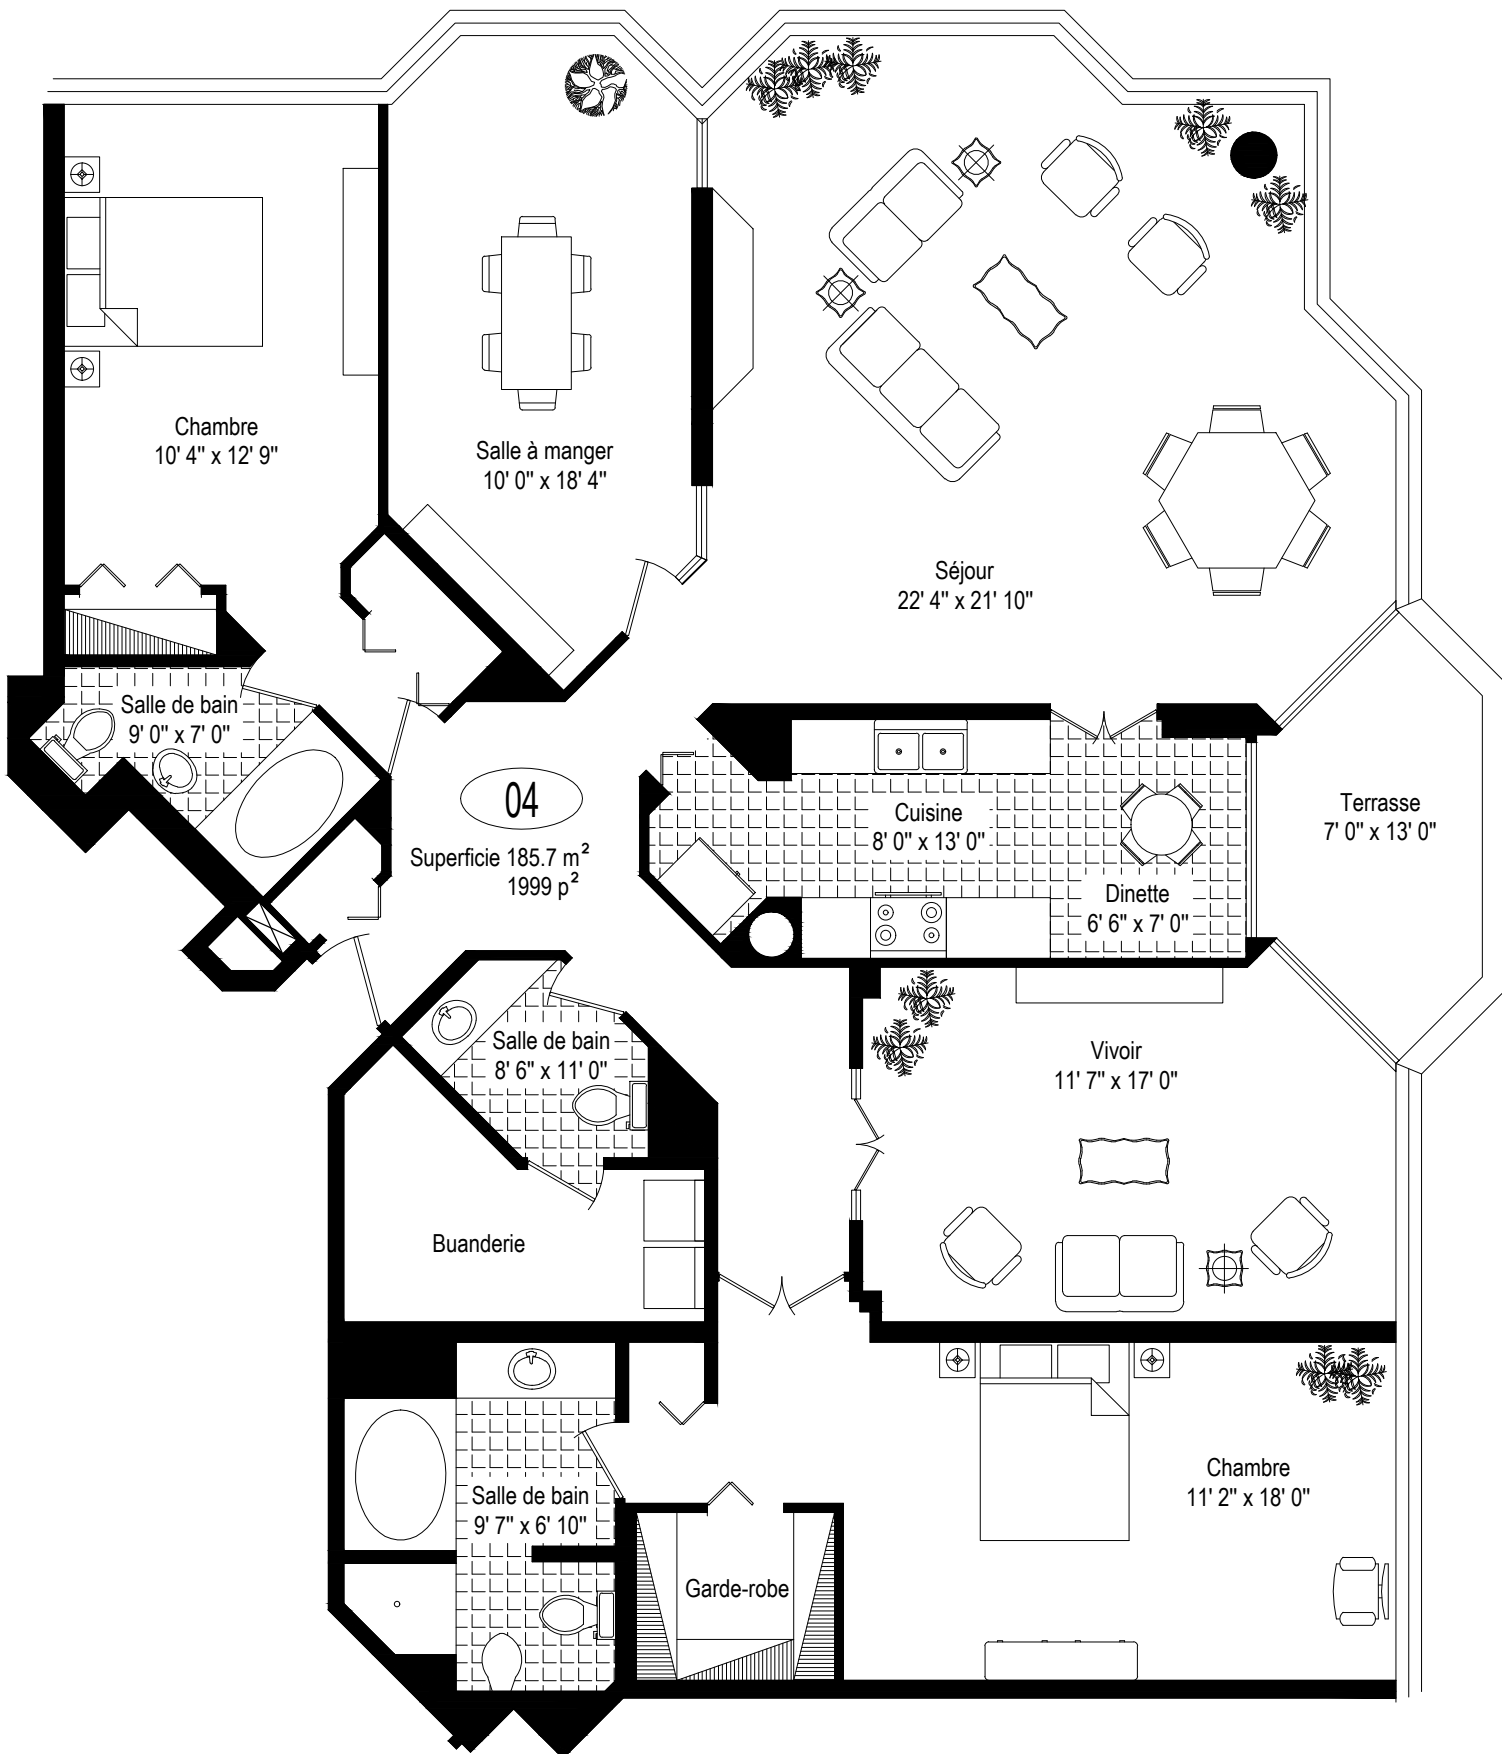 Chambre
10' 4" x 12' 9"
Salle à manger
10' 0" x 18' 4"
Séjour
22' 4" x 21' 10"
Salle de bain
9' 0" x 7' 0"
04
Superficie 185.7 m²
1999 p²
Cuisine
8' 0" x 13' 0"
Dinette
6' 6" x 7' 0"
Terrasse
7' 0" x 13' 0"
Salle de bain
8' 6" x 11' 0"
Vivoir
11' 7" x 17' 0"
Buanderie
Salle de bain
9' 7" x 6' 10"
Garde-robe
Chambre
11' 2" x 18' 0"